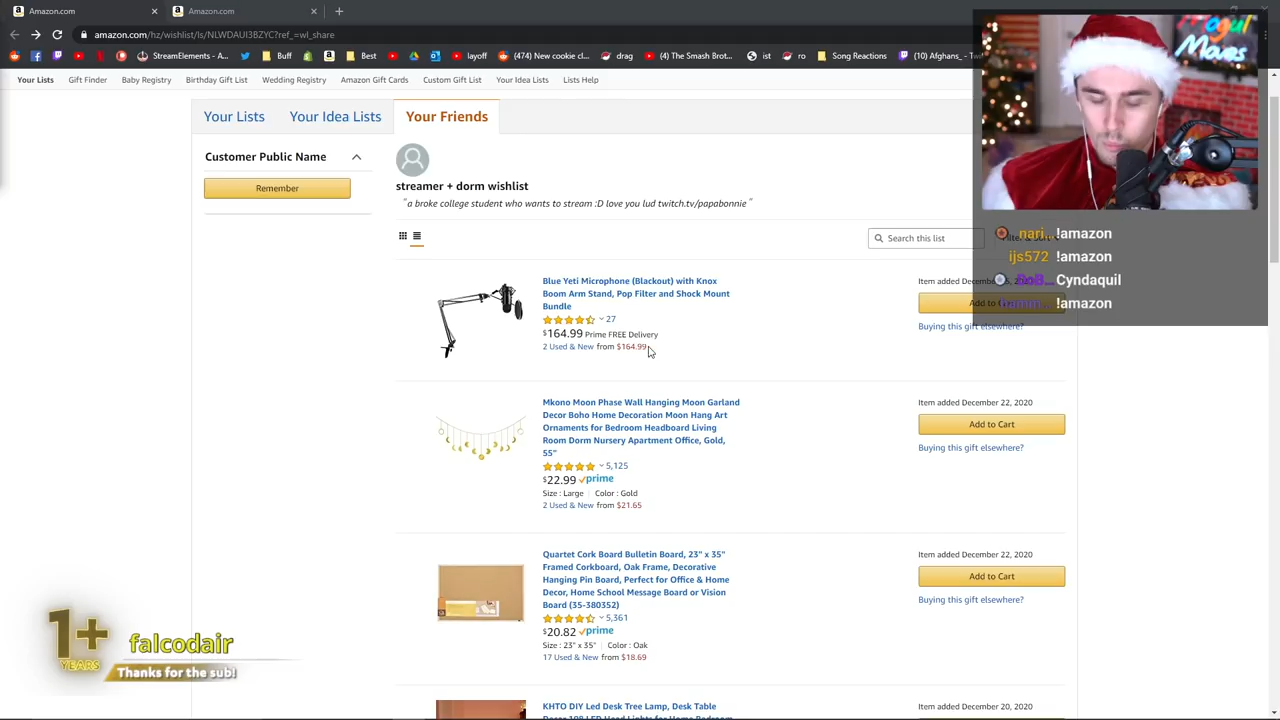 Amazon.com
Amazon.com
amazon.com/hz/wishlist/ls/NLWDAUI3BZYC?ref_=wl_share
StreamElements - A...
Buff
Best
layoff
(474) New cookie cl...
drag
(4) The Smash Brot...
ist
ro
Song Reactions
(10) Afghans_ - Twit
Your Lists
Gift Finder
Baby Registry
Birthday Gift List
Wedding Registry
Amazon Gift Cards
Custom Gift List
Your Idea Lists
Lists Help
Mogul
Moves
Your Lists
Your Idea Lists
Your Friends
Customer Public Name
Remember
streamer + dorm wishlist
"a broke college student who wants to stream :D love you lud twitch.tv/papabonnie"
Search this list
nari... !amazon
ijs572 !amazon
BoB... Cyndaquil
!amazon
Blue Yeti Microphone (Blackout) with Knox
Boom Arm Stand, Pop Filter and Shock Mount
Bundle
27
$164.99 Prime FREE Delivery
2 Used & New from $164.99
Item added December
Add to
Buying this gift elsewhere?
Mkono Moon Phase Wall Hanging Moon Garland
Decor Boho Home Decoration Moon Hang Art
Ornaments for Bedroom Headboard Living
Room Dorm Nursery Apartment Office, Gold,
55"
5,125
$22.99 prime
Size : Large | Color : Gold
2 Used & New from $21.65
Item added December 22, 2020
Add to Cart
Buying this gift elsewhere?
Quartet Cork Board Bulletin Board, 23" x 35"
Framed Corkboard, Oak Frame, Decorative
Hanging Pin Board, Perfect for Office & Home
Decor, Home School Message Board or Vision
Board (35-380352)
5,361
$20.82 prime
Size : 23" x 35" | Color : Oak
17 Used & New from $18.69
Item added December 22, 2020
Add to Cart
Buying this gift elsewhere?
KHTO DIY Led Desk Tree Lamp, Desk Table
Item added December 20, 2020
1+
YEARS
falcodair
Thanks for the sub!